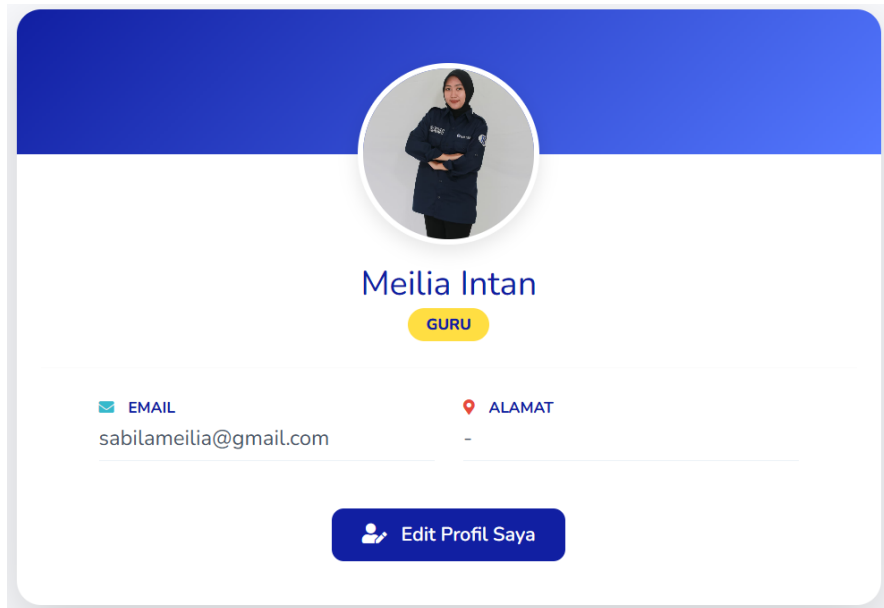 Meilia Intan
GURU
EMAIL
sabilameilia@gmail.com
ALAMAT
-
Edit Profil Saya